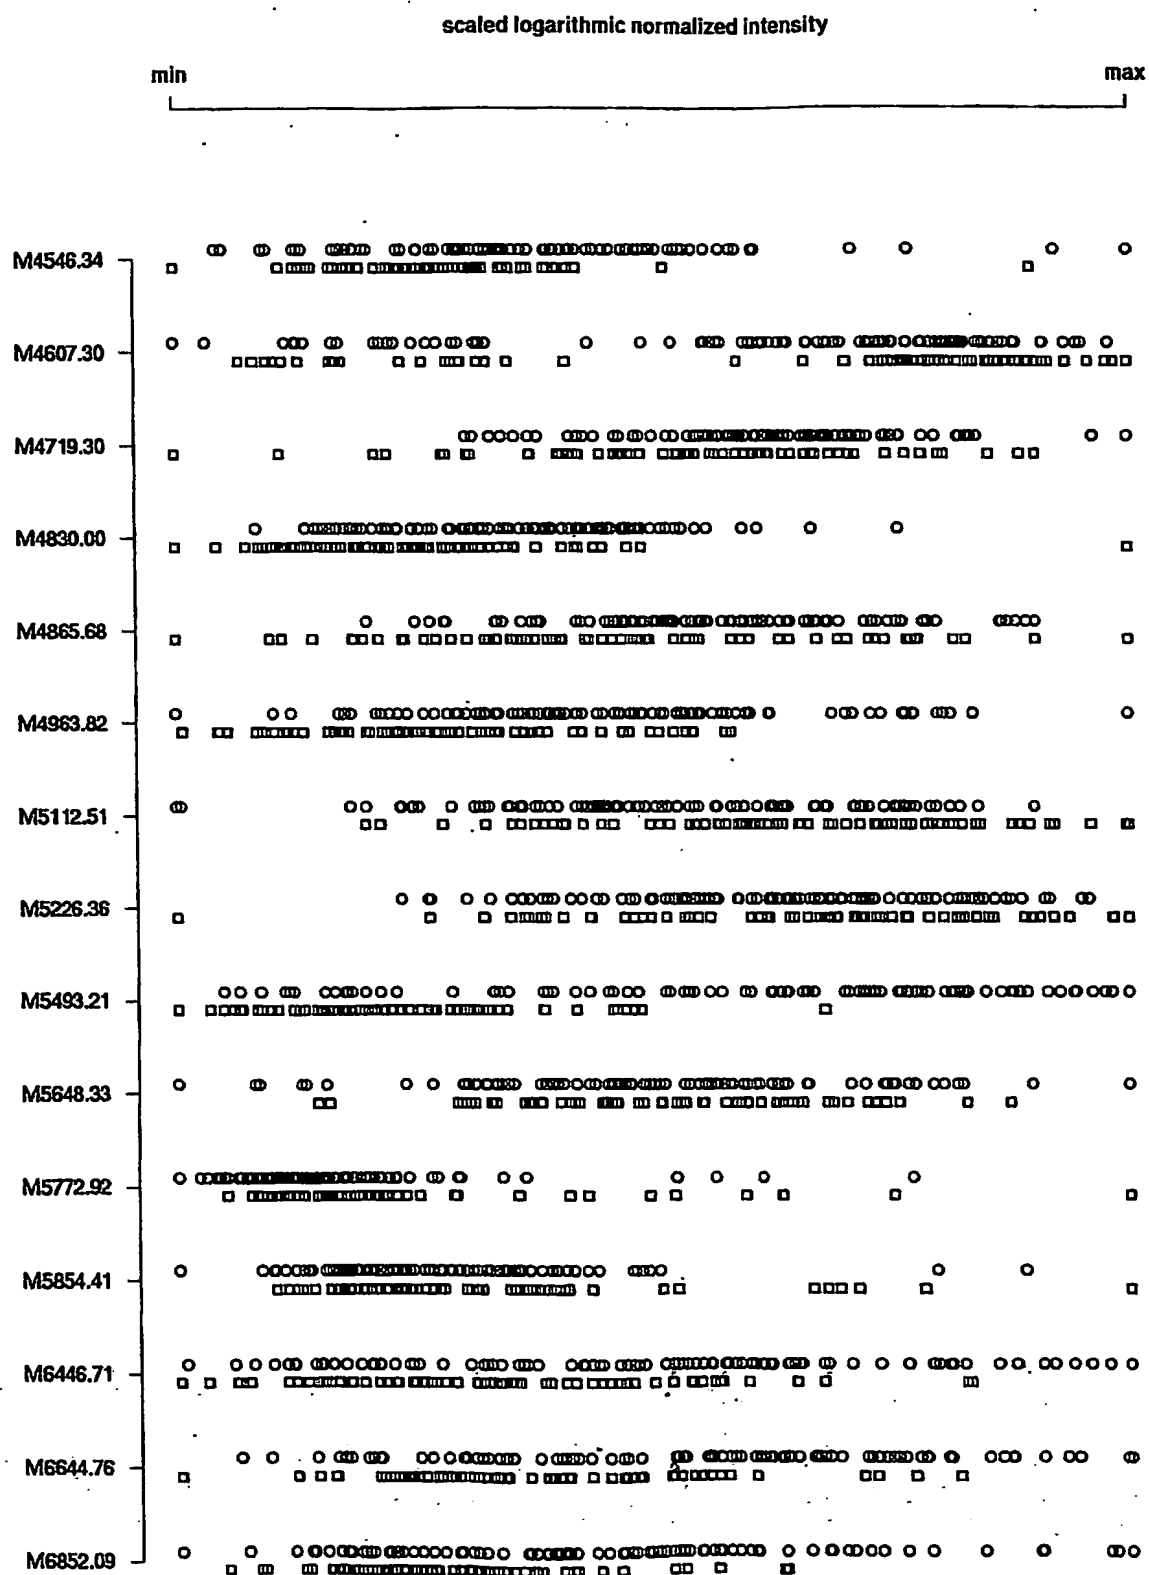 scaled logarithmic normalized intensity
min max
M4546.34
M4607.30
M4719.30
M4830.00
M4865.68
M4963.82
M5112.51
M5226.36
M5493.21
M5648.33
M5772.92
M5854.41
M6446.71
M6644.76
M6852.09